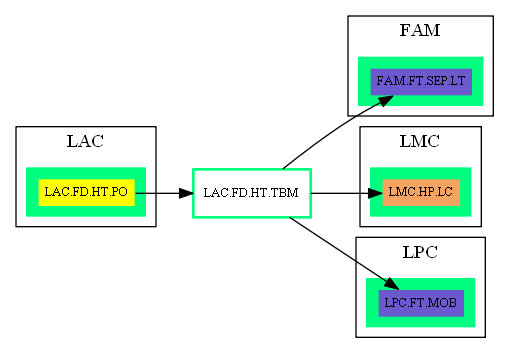 FAM
FAM.FT.SEP.LT
LAC
LAC.FD.HT.PO
LAC.FD.HT.TBM
LMC
LMC.HP.LC
LPC
LPC.FT.MOB